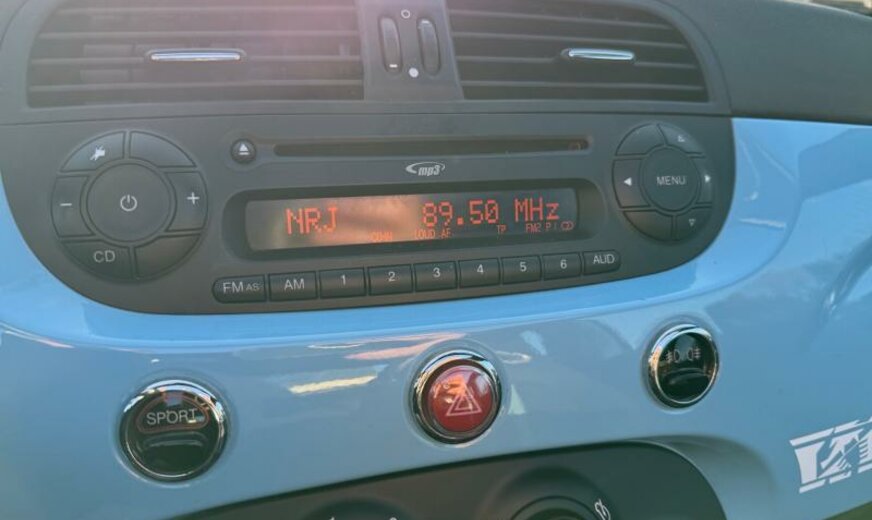 mp3
NRJ 89.50 MHz
LOUD AF TP FM2 P1 CD
− +
CD
MENU
FM AS AM 1 2 3 4 5 6 AUD
SPORT